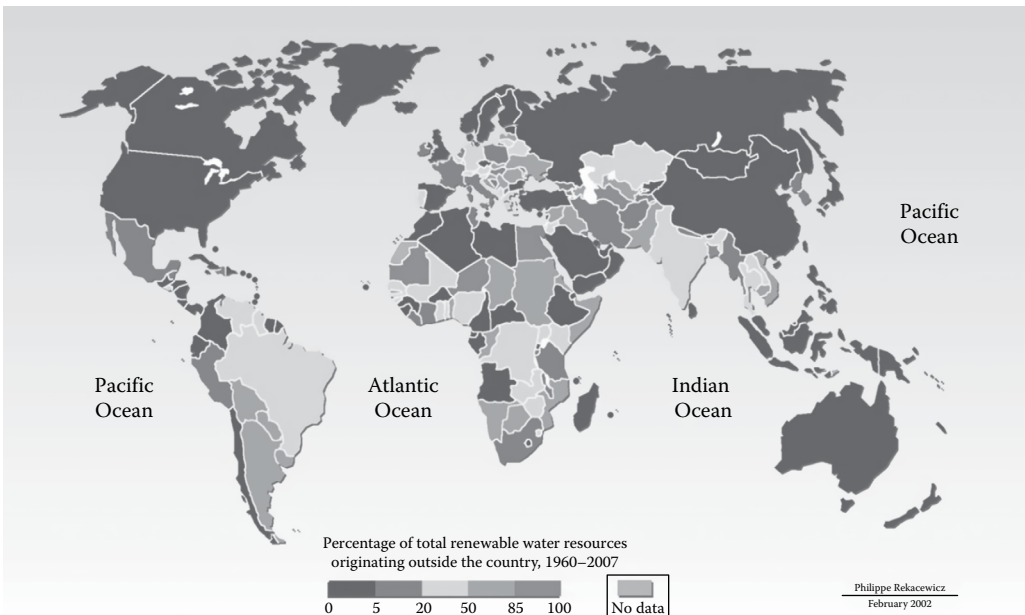 Pacific
Ocean
Pacific
Ocean
Atlantic
Ocean
Indian
Ocean
Percentage of total renewable water resources
originating outside the country, 1960–2007
0 5 20 50 85 100
No data
Philippe Rekacewicz
February 2002